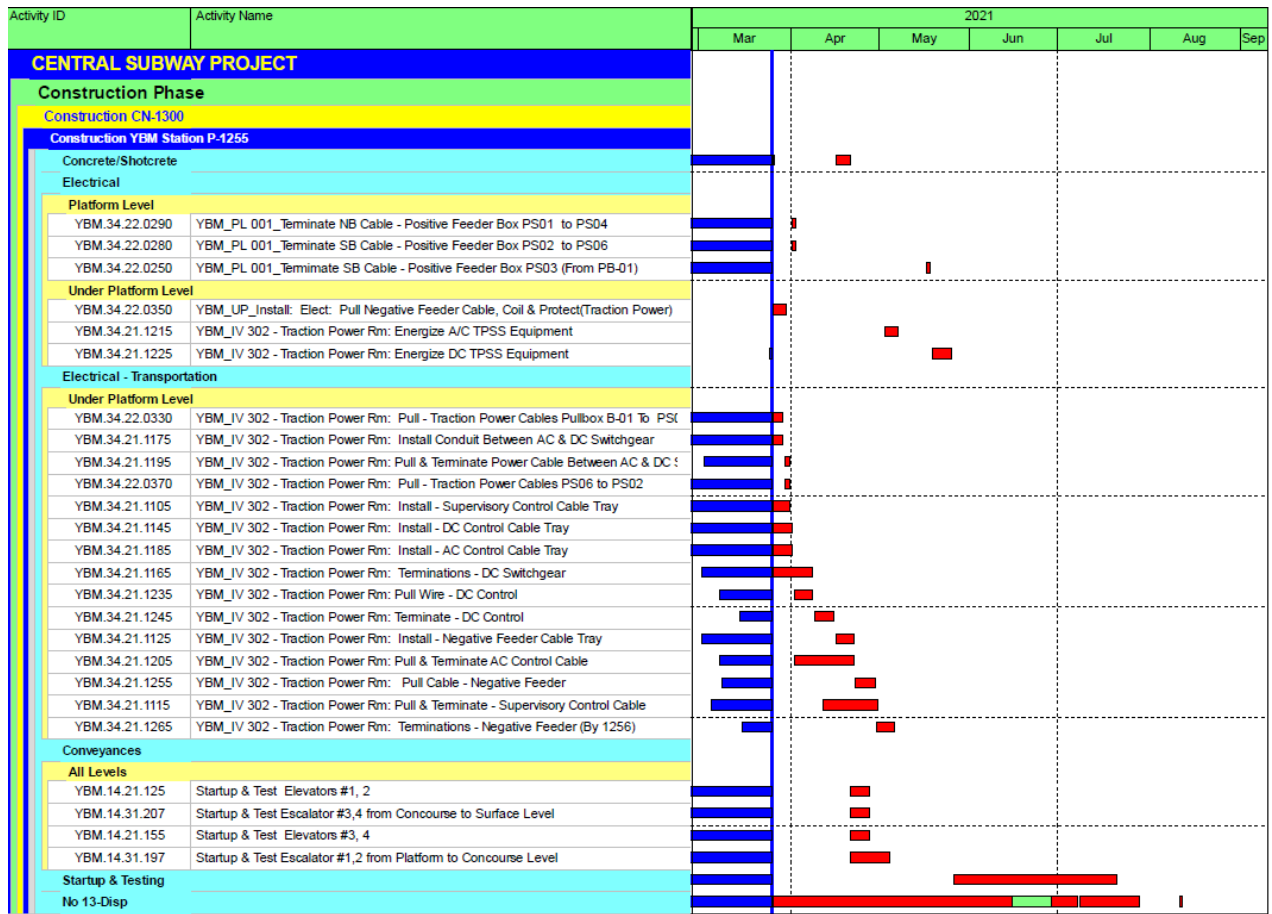 Activity ID Activity Name 2021
Mar Apr May Jun Jul Aug Sep
CENTRAL SUBWAY PROJECT
Construction Phase
Construction CN-1300
Construction YBM Station P-1255
Concrete/Shotcrete
Electrical
Platform Level
YBM.34.22.0290 YBM_PL 001_Terminate NB Cable - Positive Feeder Box PS01 to PS04
YBM.34.22.0280 YBM_PL 001_Terminate SB Cable - Positive Feeder Box PS02 to PS06
YBM.34.22.0250 YBM_PL 001_Termimate SB Cable - Positive Feeder Box PS03 (From PB-01)
Under Platform Level
YBM.34.22.0350 YBM_UP_Install: Elect: Pull Negative Feeder Cable, Coil & Protect(Traction Power)
YBM.34.21.1215 YBM_IV 302 - Traction Power Rm: Energize A/C TPSS Equipment
YBM.34.21.1225 YBM_IV 302 - Traction Power Rm: Energize DC TPSS Equipment
Electrical - Transportation
Under Platform Level
YBM.34.22.0330 YBM_IV 302 - Traction Power Rm: Pull - Traction Power Cables Pullbox B-01 To
YBM.34.21.1175 YBM_IV 302 - Traction Power Rm: Install Conduit Between AC & DC Switchgear
YBM.34.21.1195 YBM_IV 302 - Traction Power Rm: Pull & Terminate Power Cable Between AC & DC
YBM.34.22.0370 YBM_IV 302 - Traction Power Rm: Pull - Traction Power Cables PS06 to PS02
YBM.34.21.1105 YBM_IV 302 - Traction Power Rm: Install - Supervisory Control Cable Tray
YBM.34.21.1145 YBM_IV 302 - Traction Power Rm: Install - DC Control Cable Tray
YBM.34.21.1185 YBM_IV 302 - Traction Power Rm: Install - AC Control Cable Tray
YBM.34.21.1165 YBM_IV 302 - Traction Power Rm: Terminations - DC Switchgear
YBM.34.21.1235 YBM_IV 302 - Traction Power Rm: Pull Wire - DC Control
YBM.34.21.1245 YBM_IV 302 - Traction Power Rm: Terminate - DC Control
YBM.34.21.1125 YBM_IV 302 - Traction Power Rm: Install - Negative Feeder Cable Tray
YBM.34.21.1205 YBM_IV 302 - Traction Power Rm: Pull & Terminate AC Control Cable
YBM.34.21.1255 YBM_IV 302 - Traction Power Rm: Pull Cable - Negative Feeder
YBM.34.21.1115 YBM_IV 302 - Traction Power Rm: Pull & Terminate - Supervisory Control Cable
YBM.34.21.1265 YBM_IV 302 - Traction Power Rm: Terminations - Negative Feeder (By 1256)
Conveyances
All Levels
YBM.14.21.125 Startup & Test Elevators #1, 2
YBM.14.31.207 Startup & Test Escalator #3,4 from Concourse to Surface Level
YBM.14.21.155 Startup & Test Elevators #3, 4
YBM.14.31.197 Startup & Test Escalator #1,2 from Platform to Concourse Level
Startup & Testing
No 13-Disp